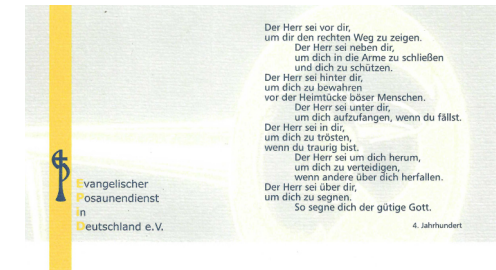 Der Herr sei vor dir,
um dir den rechten Weg zu zeigen.
Der Herr sei neben dir,
um dich in die Arme zu schließen
und dich zu schützen.
Der Herr sei hinter dir,
um dich zu bewahren
vor der Heimtücke böser Menschen.
Der Herr sei unter dir,
um dich aufzufangen, wenn du fällst.
Der Herr sei in dir,
um dich zu trösten,
wenn du traurig bist.
Der Herr sei um dich herum,
um dich zu verteidigen,
wenn andere über dich herfallen.
Der Herr sei über dir,
um dich zu segnen.
So segne dich der gütige Gott.
4. Jahrhundert
Evangelischer
Posaunendienst
in
Deutschland e.V.